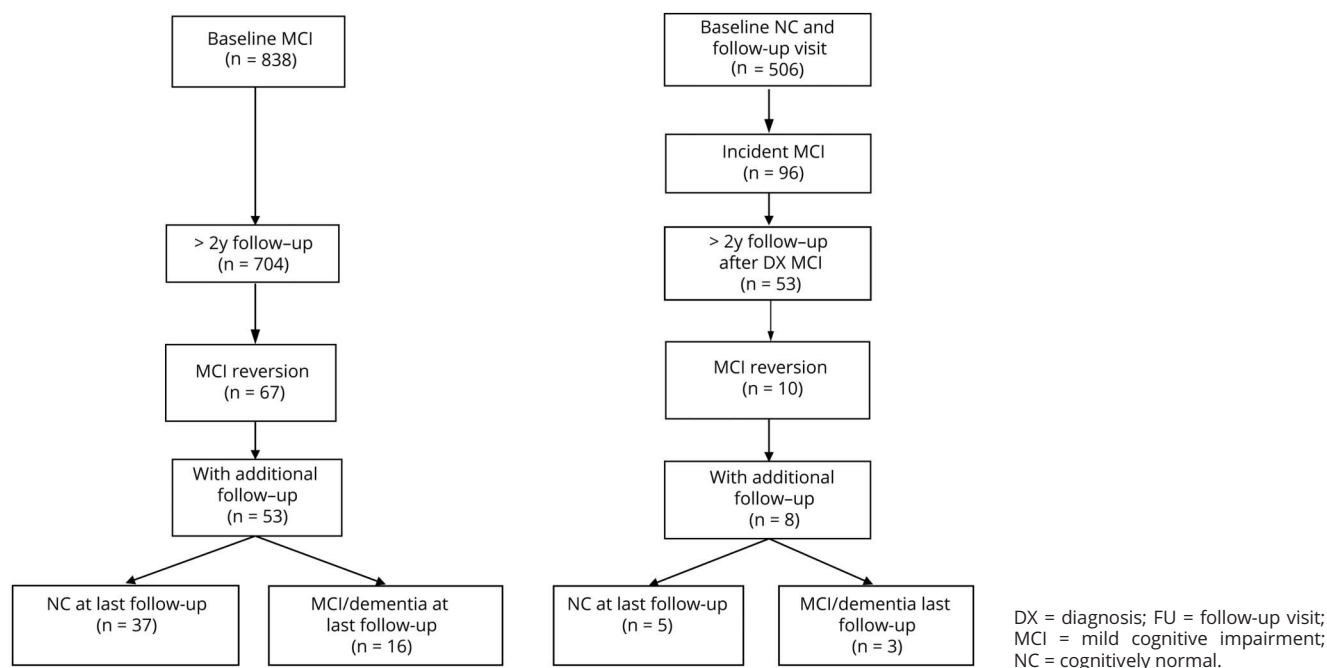 Baseline MCI
(n = 838)
> 2y follow–up
(n = 704)
MCI reversion
(n = 67)
With additional
follow–up
(n = 53)
NC at last follow-up
(n = 37)
MCI/dementia at
last follow-up
(n = 16)
Baseline NC and
follow-up visit
(n = 506)
Incident MCI
(n = 96)
> 2y follow–up
after DX MCI
(n = 53)
MCI reversion
(n = 10)
With additional
follow–up
(n = 8)
NC at last follow-up
(n = 5)
MCI/dementia last
follow-up
(n = 3)
DX = diagnosis; FU = follow-up visit;
MCI = mild cognitive impairment;
NC = cognitively normal.